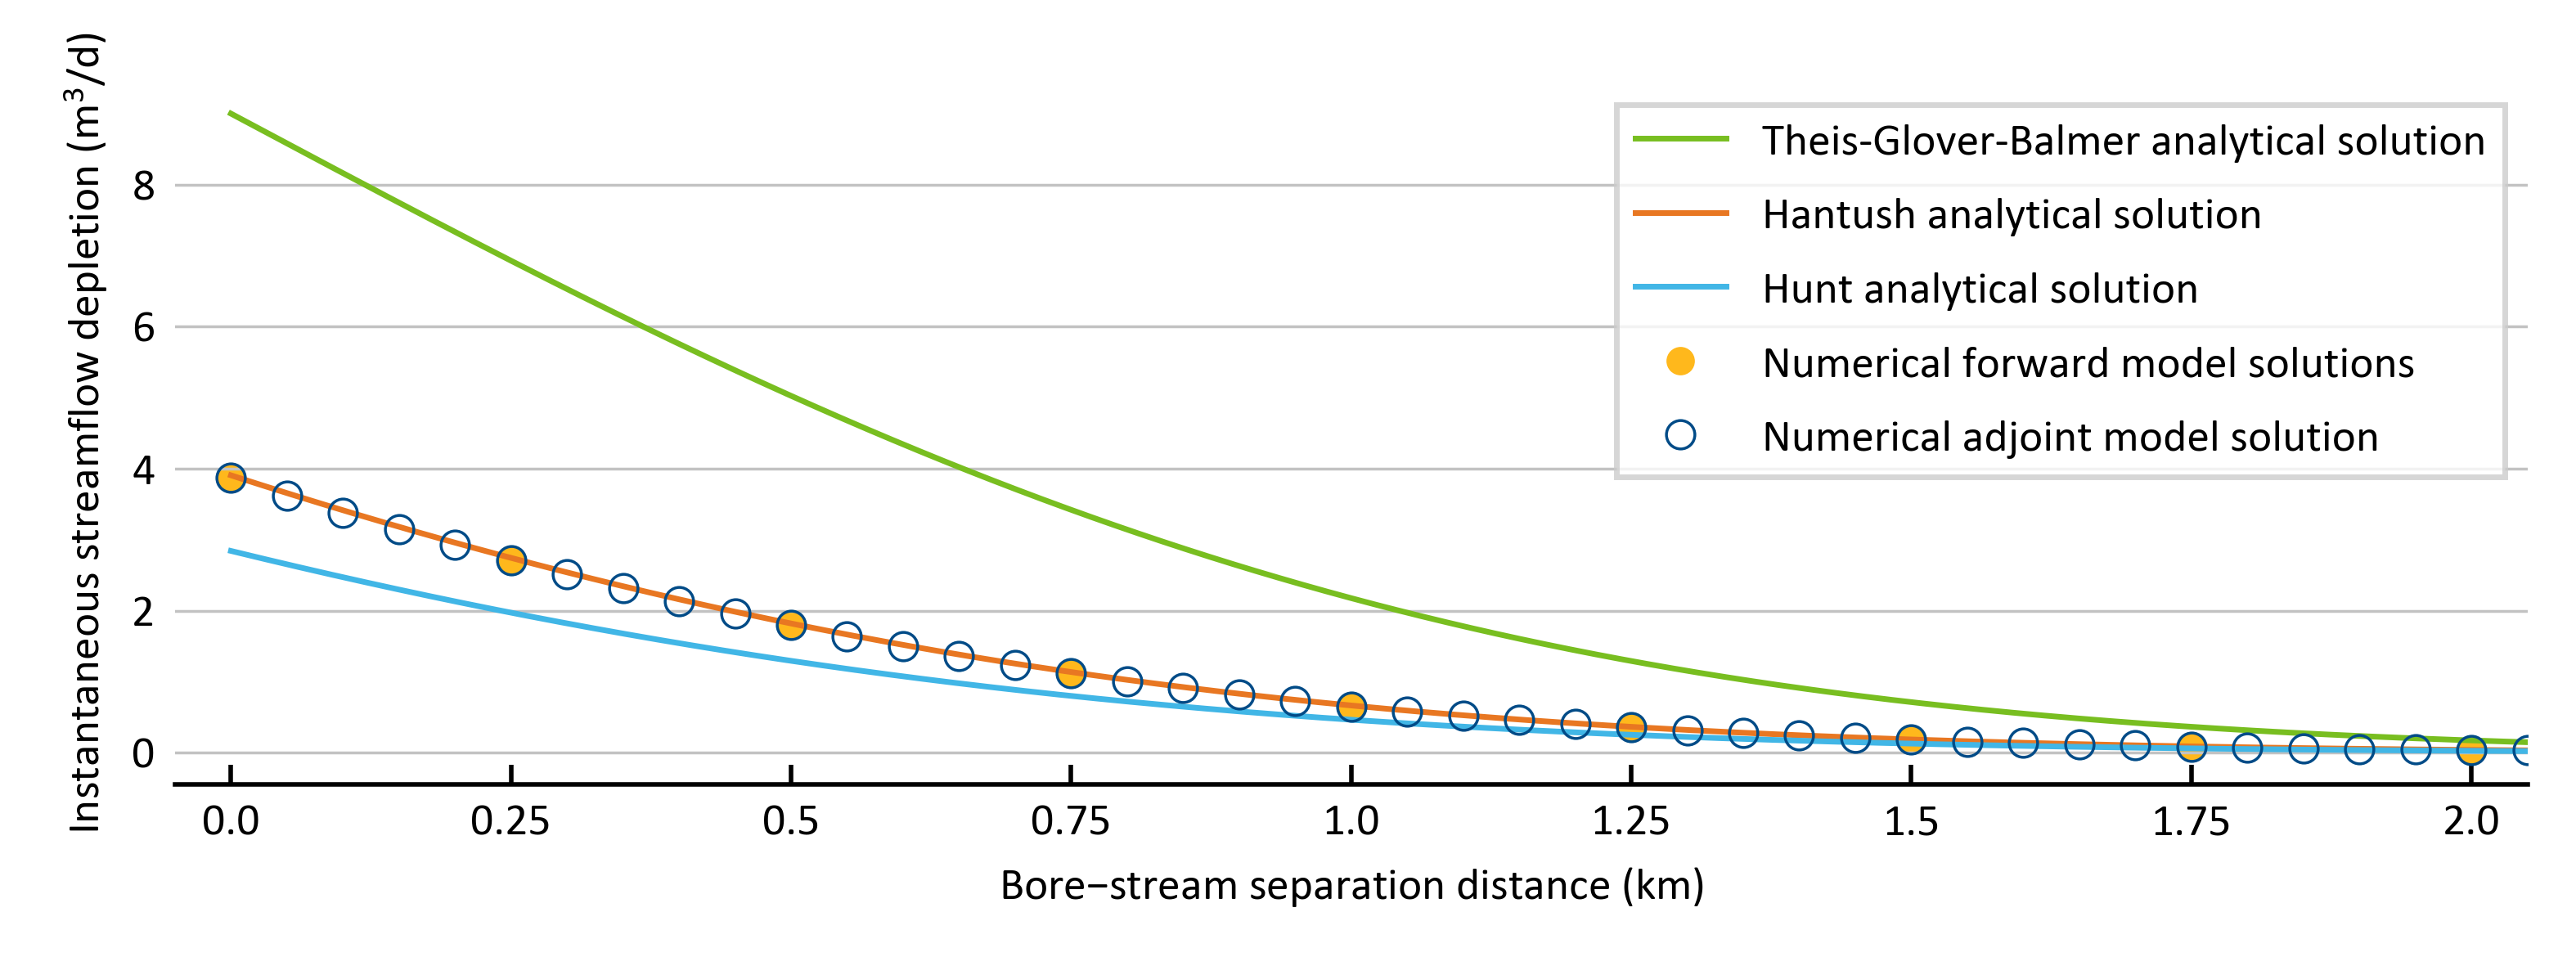 Instantaneous streamflow depletion (m³/d)
8
6
4
2
0
0.0 0.25 0.5 0.75 1.0 1.25 1.5 1.75 2.0
Bore−stream separation distance (km)
Theis-Glover-Balmer analytical solution
Hantush analytical solution
Hunt analytical solution
Numerical forward model solutions
Numerical adjoint model solution